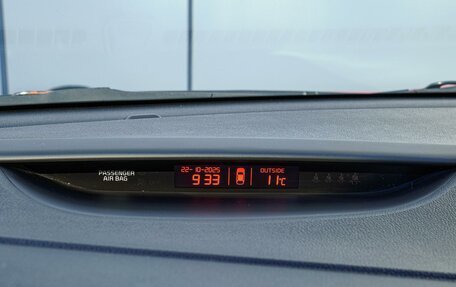 PASSENGER
AIR BAG
22-10-2025
9:33
OUTSIDE
11°C